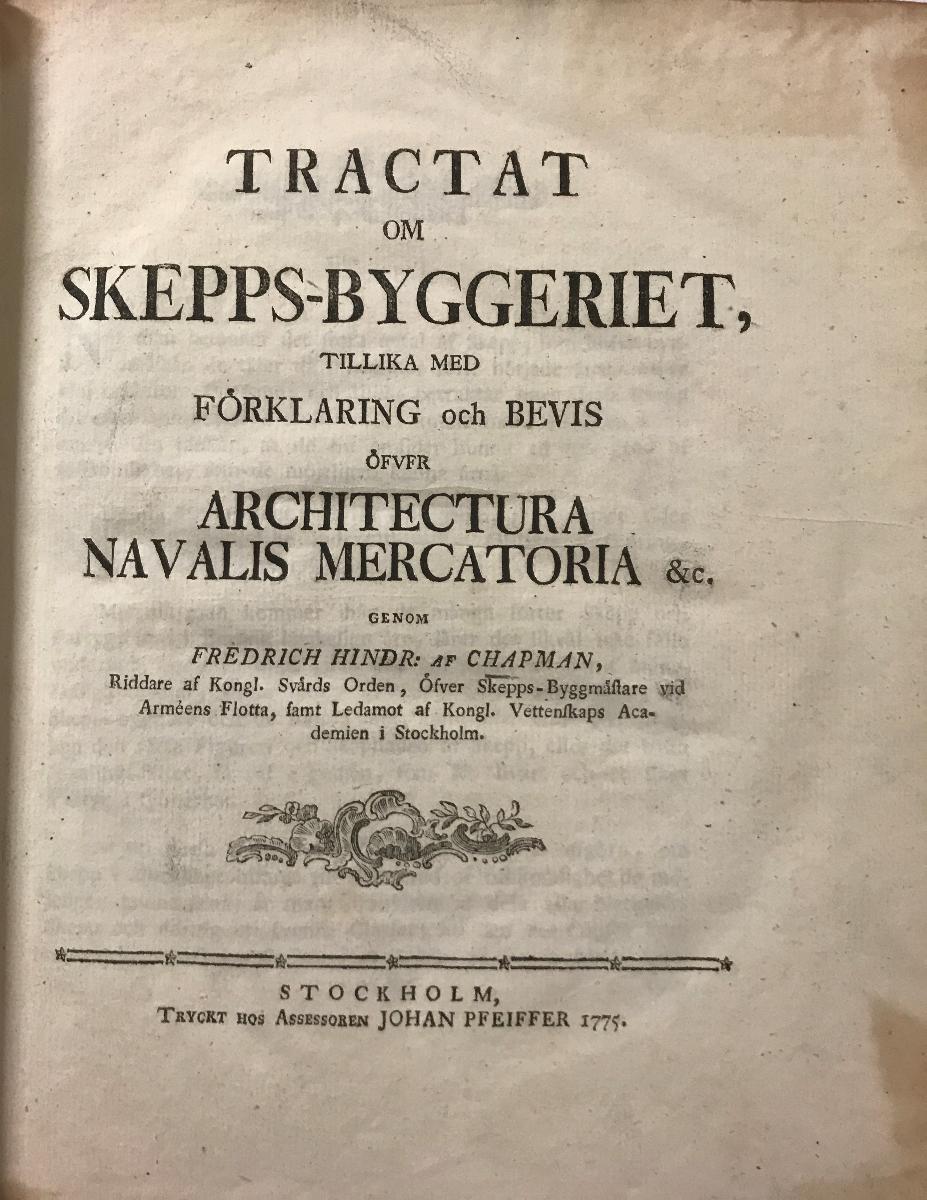 TRACTAT
OM
SKEPPS-BYGGERIET,
TILLIKA MED
FÖRKLARING och BEVIS
ÖFVFR
ARCHITECTURA
NAVALIS MERCATORIA &c.
GENOM
FREDRICH HINDR: AF CHAPMAN,
Riddare af Kongl. Svärds Orden, Öfver Skepps-Byggmäſtare vid
Arméens Flotta, ſamt Ledamot af Kongl. Vettenſkaps Aca-
demien i Stockholm.
STOCKHOLM,
TRYCKT HOS ASSESSOREN JOHAN PFEIFFER 1775.